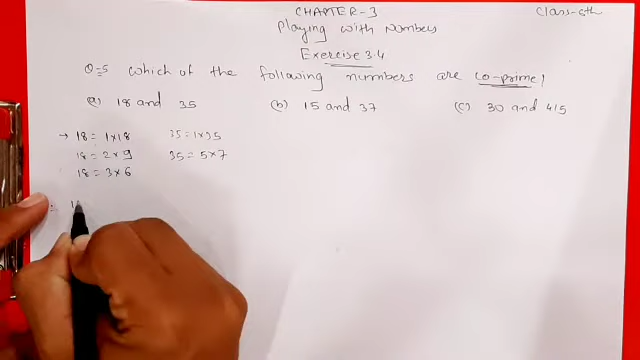 CHAPTER-3 Class-6th
Playing with Numbers
Exercise 3.4
Q=5 which of the following numbers are co-prime?
(a) 18 and 35 (b) 15 and 37 (c) 30 and 415
→ 18 = 1×18 35 = 1×35
18 = 2×9 35 = 5×7
18 = 3×6